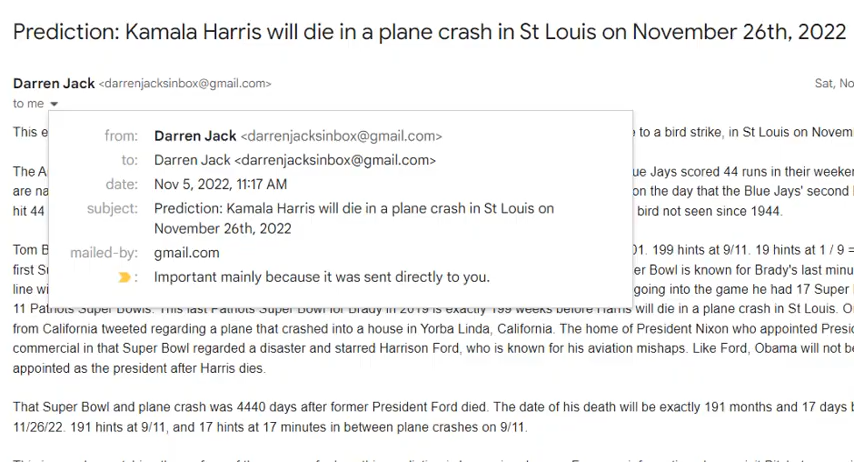 Prediction: Kamala Harris will die in a plane crash in St Louis on November 26th, 2022
Darren Jack <darrenjacksinbox@gmail.com>
Sat, No
to me
from: Darren Jack <darrenjacksinbox@gmail.com>
to: Darren Jack <darrenjacksinbox@gmail.com>
date: Nov 5, 2022, 11:17 AM
subject: Prediction: Kamala Harris will die in a plane crash in St Louis on
November 26th, 2022
mailed-by: gmail.com
: Important mainly because it was sent directly to you.
This e
to a bird strike, in St Louis on Novem
The A
ue Jays scored 44 runs in their weeken
are na
on the day that the Blue Jays' second
hit 44
bird not seen since 1944.
Tom B
01. 199 hints at 9/11. 19 hints at 1 / 9 =
first Su
er Bowl is known for Brady's last minu
line wi
going into the game he had 17 Super
11 Patriots Super Bowls. This last Patriots Super Bowl for Brady in 2019 is exactly 199 weeks before Harris will die in a plane crash in St Louis. O
from California tweeted regarding a plane that crashed into a house in Yorba Linda, California. The home of President Nixon who appointed Presid
commercial in that Super Bowl regarded a disaster and starred Harrison Ford, who is known for his aviation mishaps. Like Ford, Obama will not be
appointed as the president after Harris dies.
That Super Bowl and plane crash was 4440 days after former President Ford died. The date of his death will be exactly 191 months and 17 days b
11/26/22. 191 hints at 9/11, and 17 hints at 17 minutes in between plane crashes on 9/11.